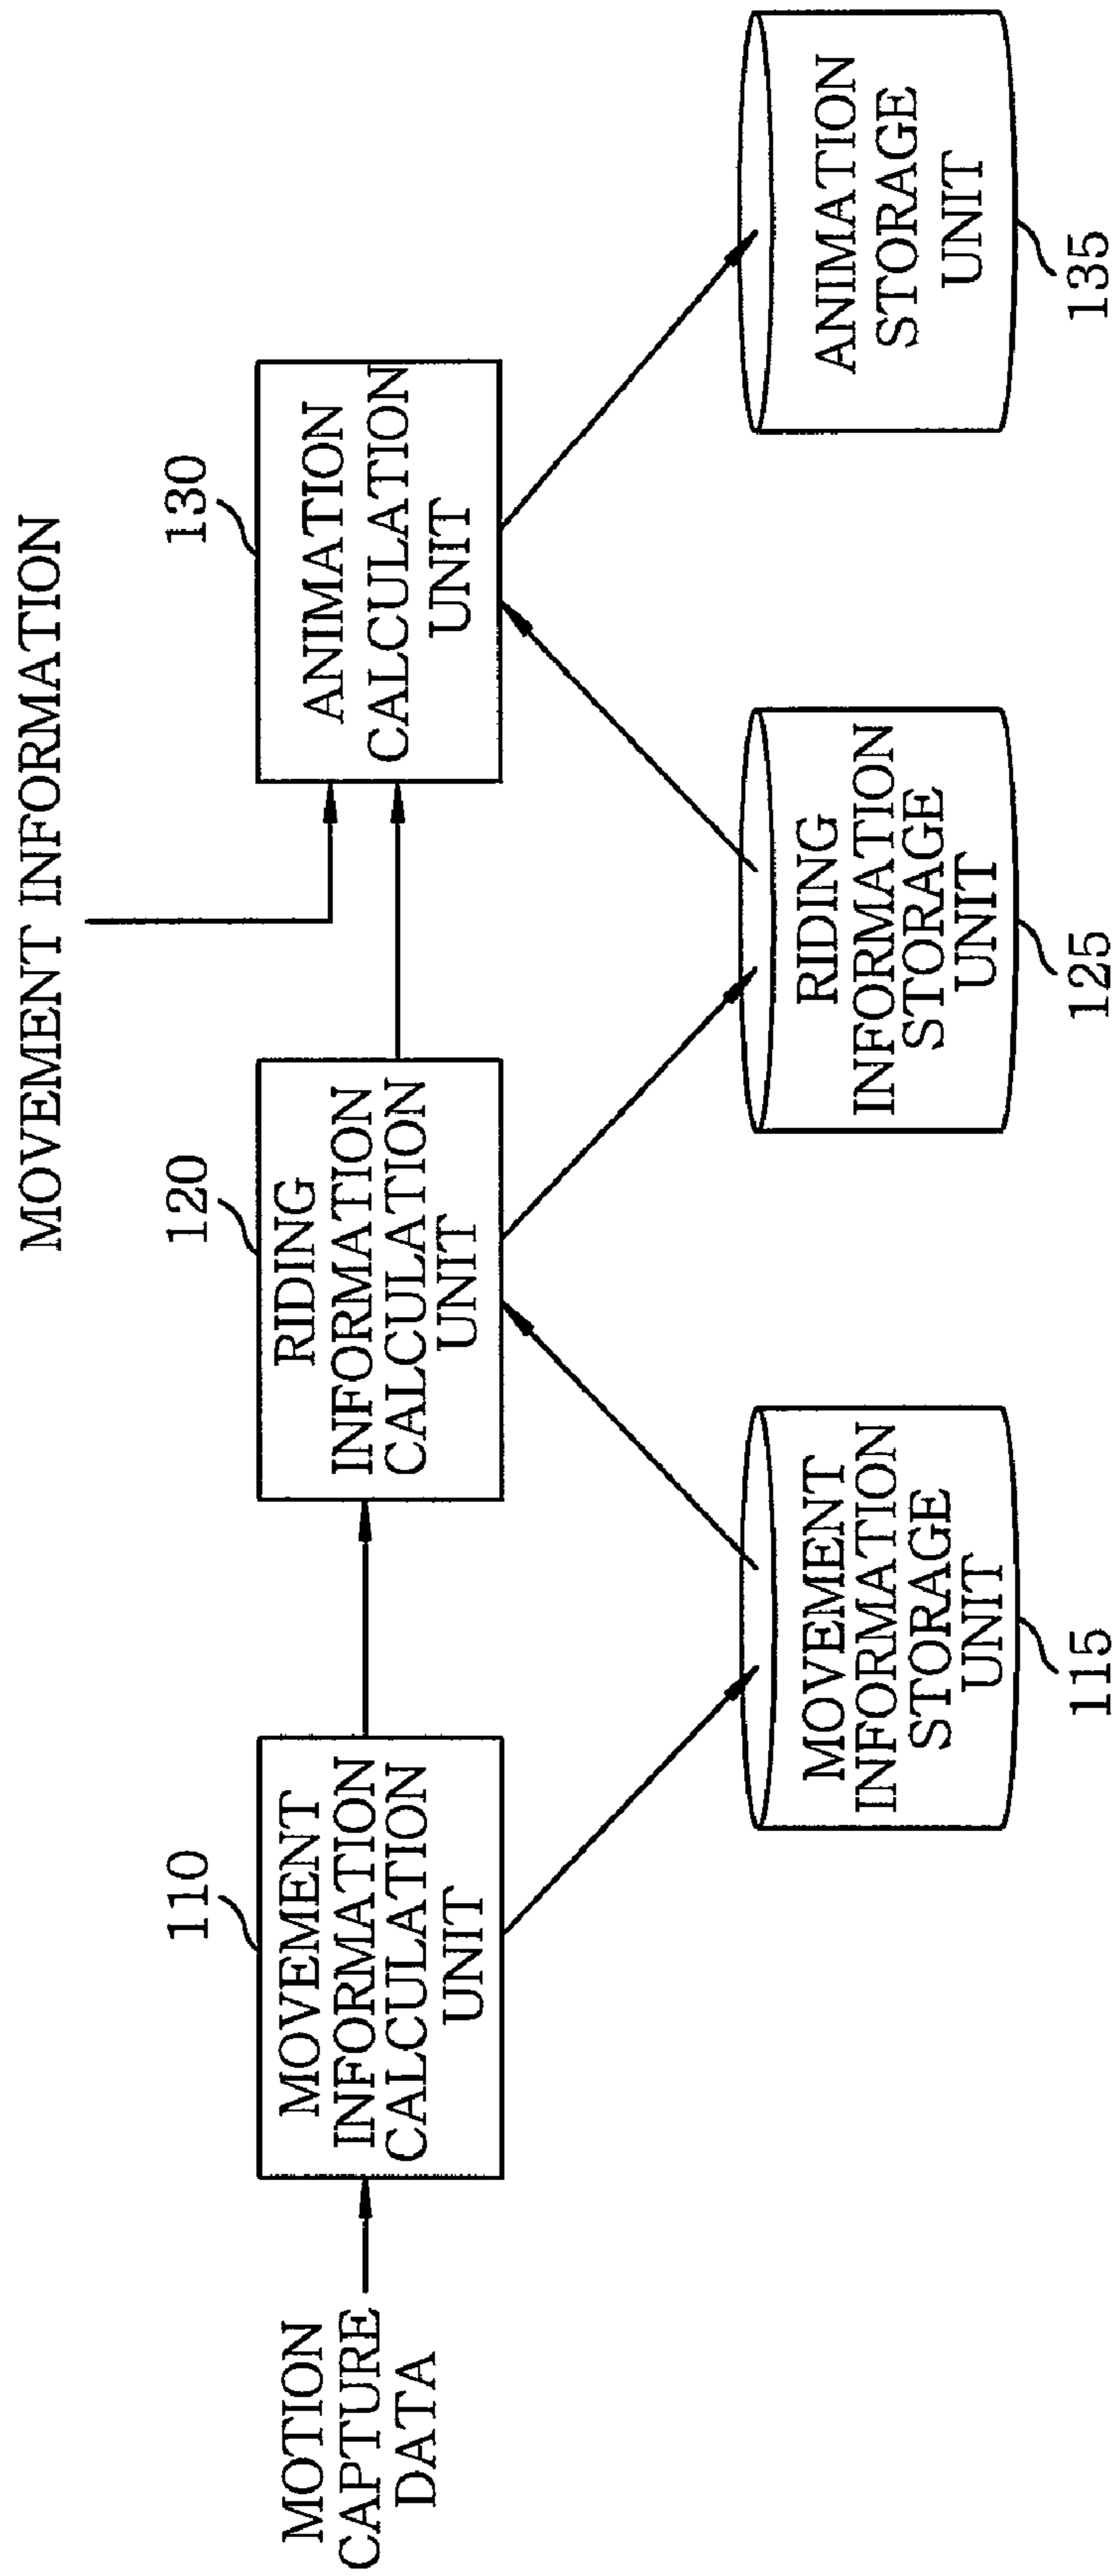 MOVEMENT INFORMATION
110
120
130
MOTION
CAPTURE
DATA
MOVEMENT
INFORMATION
CALCULATION
UNIT
RIDING
INFORMATION
CALCULATION
UNIT
ANIMATION
CALCULATION
UNIT
MOVEMENT
INFORMATION
STORAGE
UNIT
RIDING
INFORMATION
STORAGE
UNIT
ANIMATION
STORAGE
UNIT
115
125
135